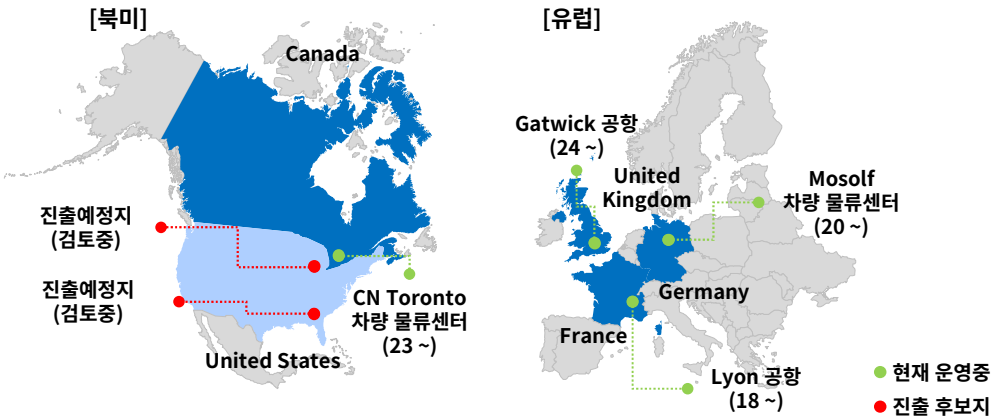 [북미]
Canada
진출예정지
(검토중)
진출예정지
(검토중)
CN Toronto
차량 물류센터
(23 ~)
United States
[유럽]
Gatwick 공항
(24 ~)
United
Kingdom
Mosolf
차량 물류센터
(20 ~)
Germany
France
Lyon 공항
(18 ~)
현재 운영중
진출 후보지